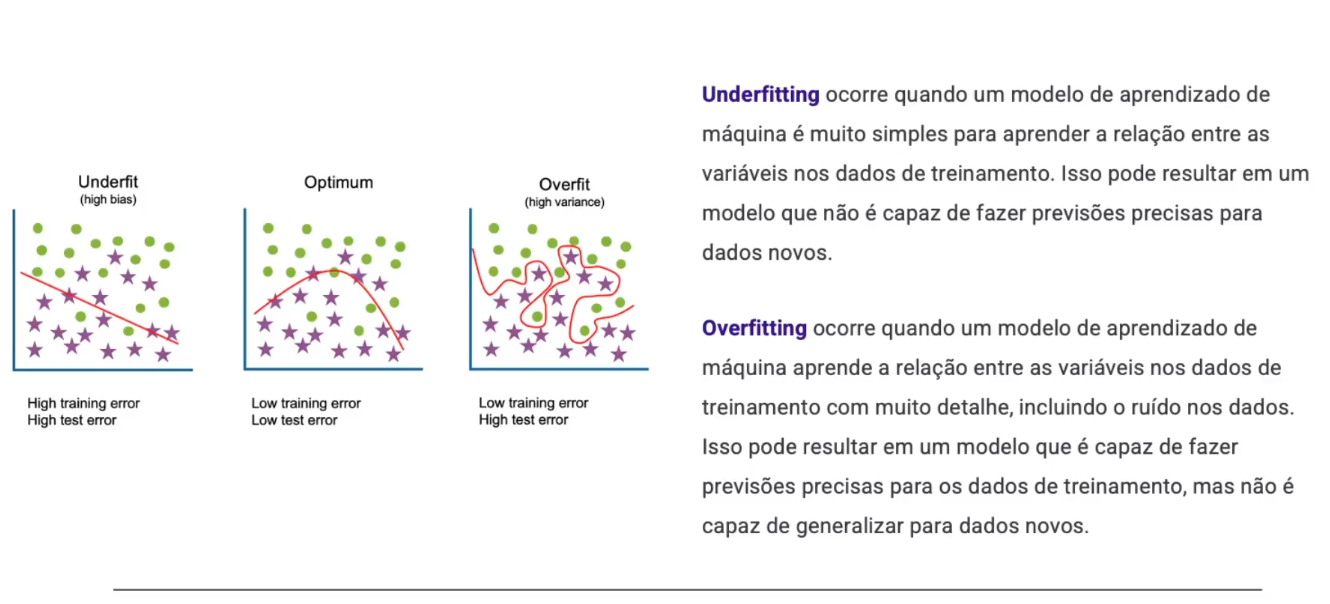 Underfit
(high bias)
High training error
High test error
Optimum
Low training error
Low test error
Overfit
(high variance)
Low training error
High test error
Underfitting ocorre quando um modelo de aprendizado de
máquina é muito simples para aprender a relação entre as
variáveis nos dados de treinamento. Isso pode resultar em um
modelo que não é capaz de fazer previsões precisas para
dados novos.
Overfitting ocorre quando um modelo de aprendizado de
máquina aprende a relação entre as variáveis nos dados de
treinamento com muito detalhe, incluindo o ruído nos dados.
Isso pode resultar em um modelo que é capaz de fazer
previsões precisas para os dados de treinamento, mas não é
capaz de generalizar para dados novos.